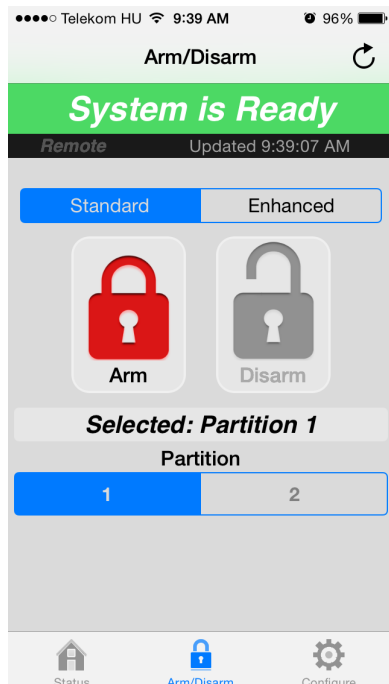 Telekom HU 9:39 AM 96%
Arm/Disarm
System is Ready
Remote Updated 9:39:07 AM
Standard Enhanced
Arm Disarm
Selected: Partition 1
Partition
1 2
Status Arm/Disarm Configure